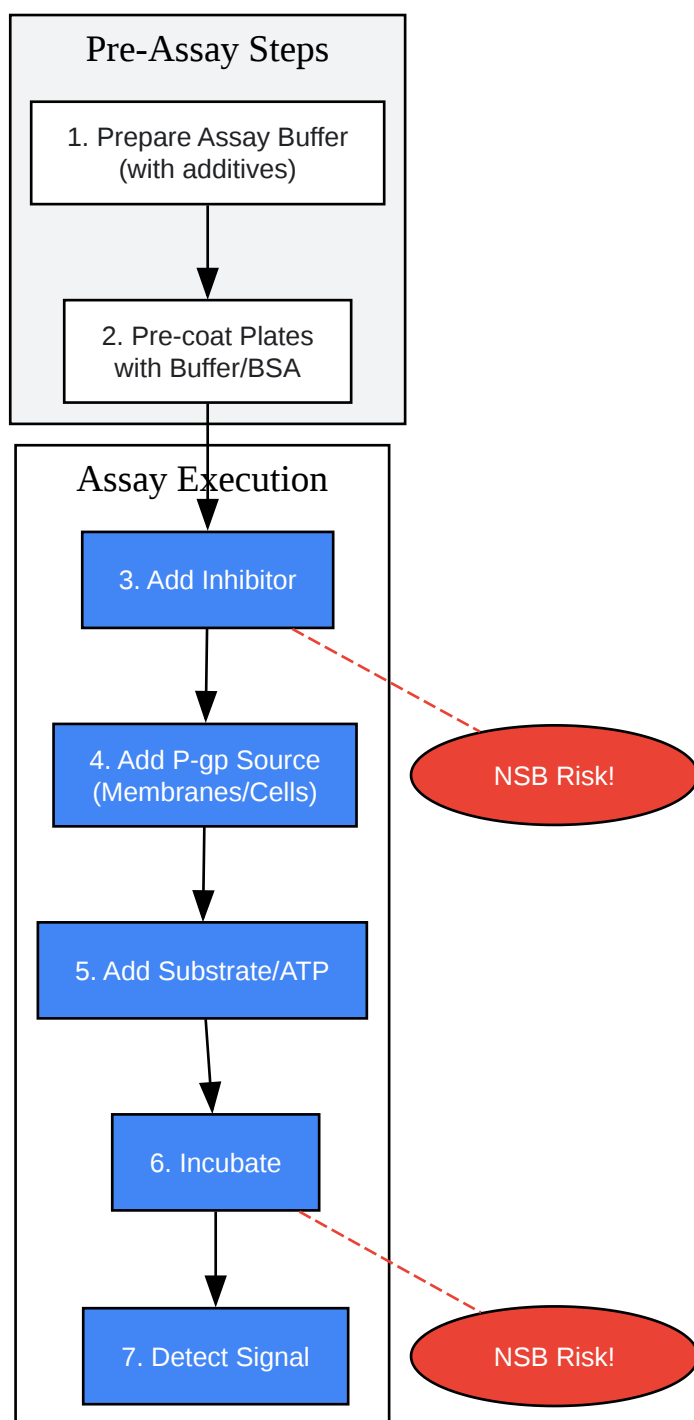 Pre-Assay Steps
1. Prepare Assay Buffer
(with additives)
2. Pre-coat Plates
with Buffer/BSA
Assay Execution
3. Add Inhibitor
4. Add P-gp Source
(Membranes/Cells)
NSB Risk!
5. Add Substrate/ATP
6. Incubate
7. Detect Signal
NSB Risk!